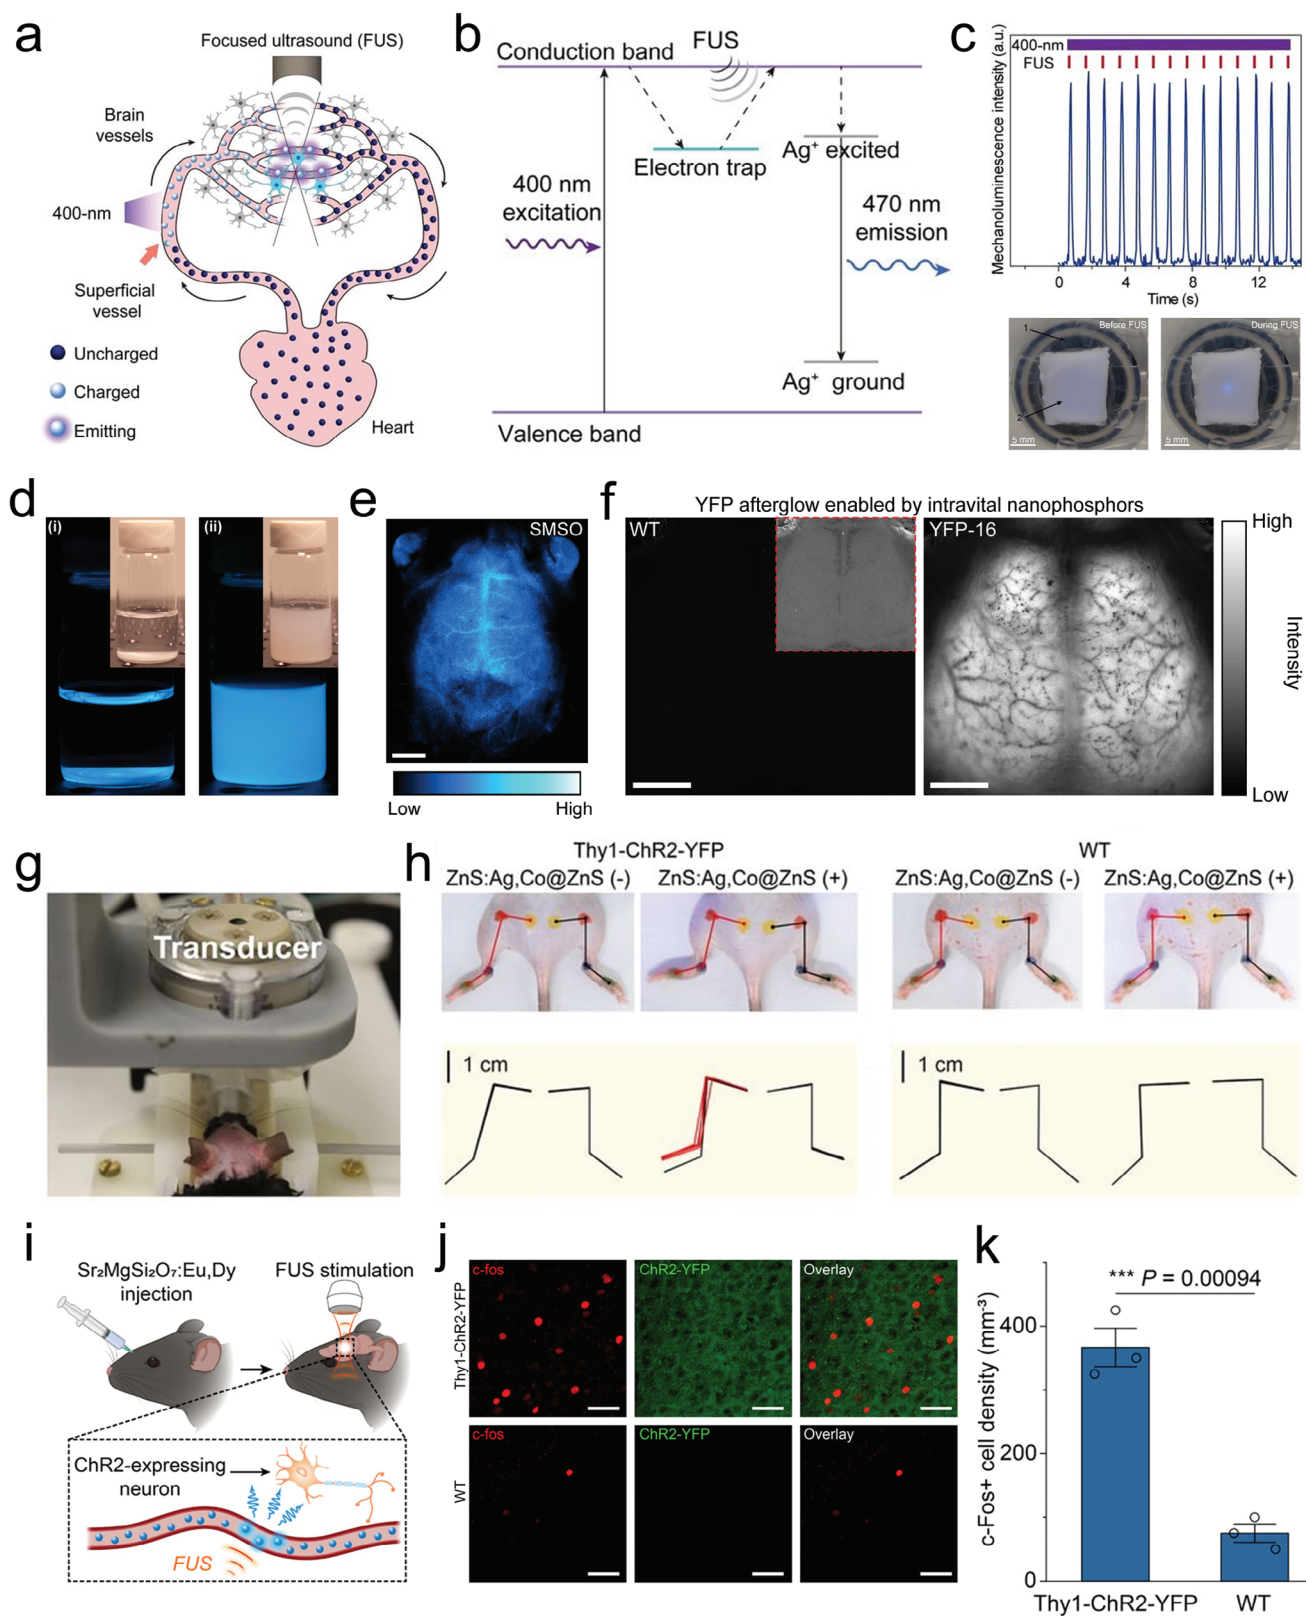 a
Focused ultrasound (FUS)
Brain
vessels
400-nm
Superficial
vessel
Uncharged
Charged
Emitting
Heart
b
Conduction band
FUS
Electron trap
Ag⁺ excited
400 nm
excitation
470 nm
emission
Ag⁺ ground
Valence band
c
400-nm
FUS
Mechanoluminescence intensity (a.u.)
0 4 8 12
Time (s)
Before FUS
1
2
5 mm
During FUS
5 mm
d
(i)
(ii)
e
SMSO
Low High
f
YFP afterglow enabled by intravital nanophosphors
WT
YFP-16
High
Intensity
Low
g
Transducer
h
Thy1-ChR2-YFP
WT
ZnS:Ag,Co@ZnS (-)
ZnS:Ag,Co@ZnS (+)
ZnS:Ag,Co@ZnS (-)
ZnS:Ag,Co@ZnS (+)
1 cm
1 cm
i
Sr₂MgSi₂O₇:Eu,Dy
injection
FUS stimulation
ChR2-expressing
neuron
FUS
j
Thy1-ChR2-YFP
c-fos
ChR2-YFP
Overlay
WT
c-fos
ChR2-YFP
Overlay
k
*** P = 0.00094
c-Fos+ cell density (mm⁻³)
400
200
0
Thy1-ChR2-YFP
WT